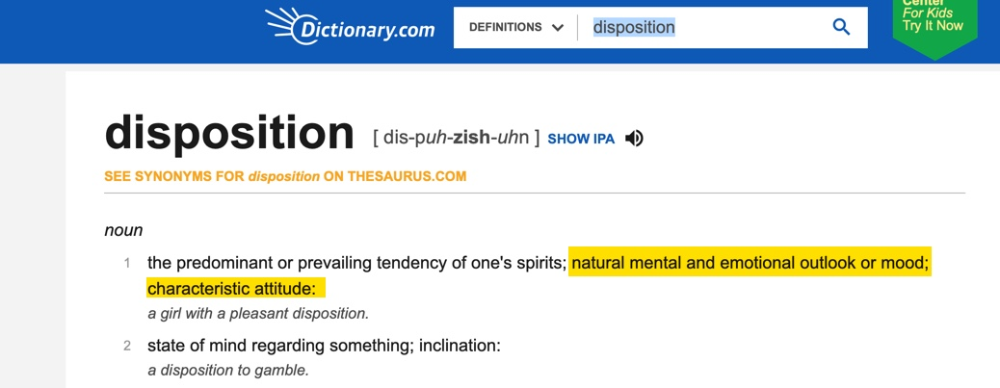 Dictionary.com
DEFINITIONS
disposition
Center
For Kids
Try It Now
disposition [ dis-puh-zish-uhn ] SHOW IPA
SEE SYNONYMS FOR disposition ON THESAURUS.COM
noun
1 the predominant or prevailing tendency of one's spirits; natural mental and emotional outlook or mood;
characteristic attitude:
a girl with a pleasant disposition.
2 state of mind regarding something; inclination:
a disposition to gamble.